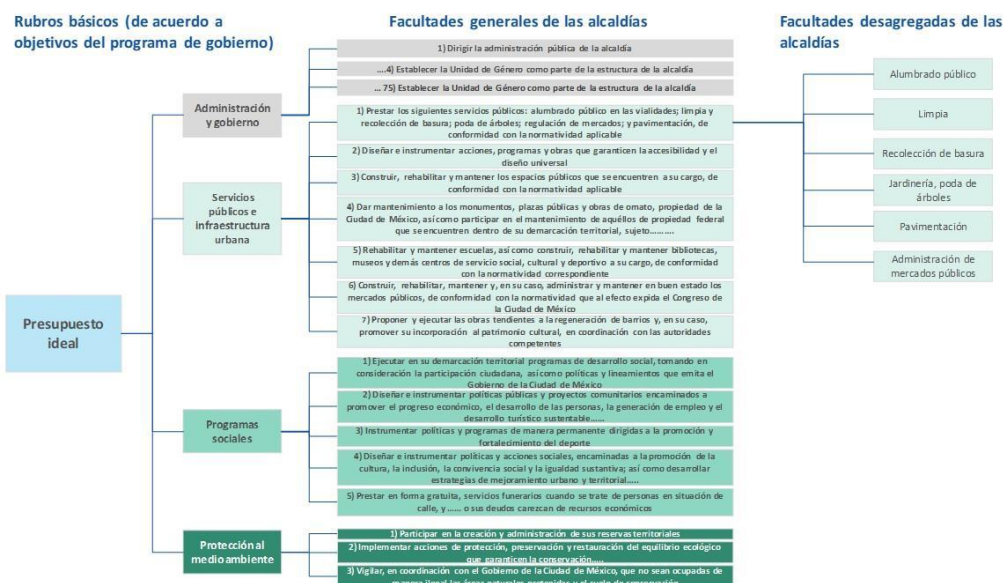 Rubros básicos (de acuerdo a
objetivos del programa de gobierno)
Facultades generales de las alcaldías
Facultades desagregadas de las
alcaldías
Presupuesto
ideal
Administración
y gobierno
1) Dirigir la administración pública de la alcaldía
....4) Establecer la Unidad de Género como parte de la estructura de la alcaldía
... 75) Establecer la Unidad de Género como parte de la estructura de la alcaldía
Servicios
públicos e
infraestructura
urbana
1) Prestar los siguientes servicios públicos: alumbrado público en las vialidades; limpia y
recolección de basura; poda de árboles; regulación de mercados; y pavimentación, de
conformidad con la normatividad aplicable
2) Diseñar e instrumentar acciones, programas y obras que garanticen la accesibilidad y el
diseño universal
3) Construir, rehabilitar y mantener los espacios públicos que se encuentren a su cargo, de
conformidad con la normatividad aplicable
4) Dar mantenimiento a los monumentos, plazas públicas y obras de ornato, propiedad de la
Ciudad de México, así como participar en el mantenimiento de aquéllos de propiedad federal
que se encuentren dentro de su demarcación territorial, sujeto..........
5) Rehabilitar y mantener escuelas, así como construir, rehabilitar y mantener bibliotecas,
museos y demás centros de servicio social, cultural y deportivo a su cargo, de conformidad
con la normatividad correspondiente
6) Construir, rehabilitar, mantener y, en su caso, administrar y mantener en buen estado los
mercados públicos, de conformidad con la normatividad que al efecto expida el Congreso de
la Ciudad de México
7) Proponer y ejecutar las obras tendientes a la regeneración de barrios y, en su caso,
promover su incorporación al patrimonio cultural, en coordinación con las autoridades
competentes
Alumbrado público
Limpia
Recolección de basura
Jardinería, poda de
árboles
Pavimentación
Administración de
mercados públicos
Programas
sociales
1) Ejecutar en su demarcación territorial programas de desarrollo social, tomando en
consideración la participación ciudadana, así como políticas y lineamientos que emita el
Gobierno de la Ciudad de México
2) Diseñar e instrumentar políticas públicas y proyectos comunitarios encaminados a
promover el progreso económico, el desarrollo de las personas, la generación de empleo y el
desarrollo turístico sustentable......
3) Instrumentar políticas y programas de manera permanente dirigidas a la promoción y
fortalecimiento del deporte
4) Diseñar e instrumentar políticas y acciones sociales, encaminadas a la promoción de la
cultura, la inclusión, la convivencia social y la igualdad sustantiva; así como desarrollar
estrategias de mejoramiento urbano y territorial.....
5) Prestar en forma gratuita, servicios funerarios cuando se trate de personas en situación de
calle, y ...... o sus deudos carezcan de recursos económicos
Protección al
medio ambiente
1) Participar en la creación y administración de sus reservas territoriales
2) Implementar acciones de protección, preservación y restauración del equilibrio ecológico
que garanticen la conservación.....
3) Vigilar, en coordinación con el Gobierno de la Ciudad de México, que no sean ocupadas de
manera ilegal las áreas naturales protegidas y el suelo de conservación